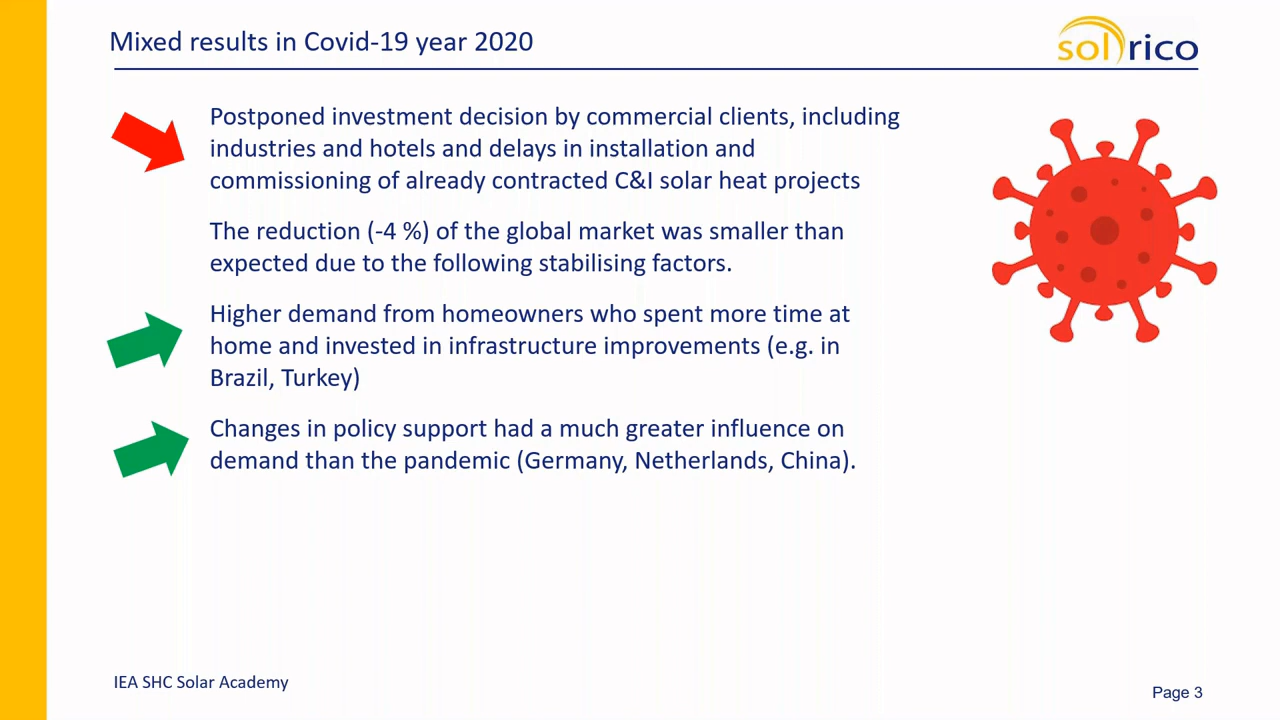 Mixed results in Covid-19 year 2020
solrico
Postponed investment decision by commercial clients, including
industries and hotels and delays in installation and
commissioning of already contracted C&I solar heat projects
The reduction (-4 %) of the global market was smaller than
expected due to the following stabilising factors.
Higher demand from homeowners who spent more time at
home and invested in infrastructure improvements (e.g. in
Brazil, Turkey)
Changes in policy support had a much greater influence on
demand than the pandemic (Germany, Netherlands, China).
IEA SHC Solar Academy
Page 3